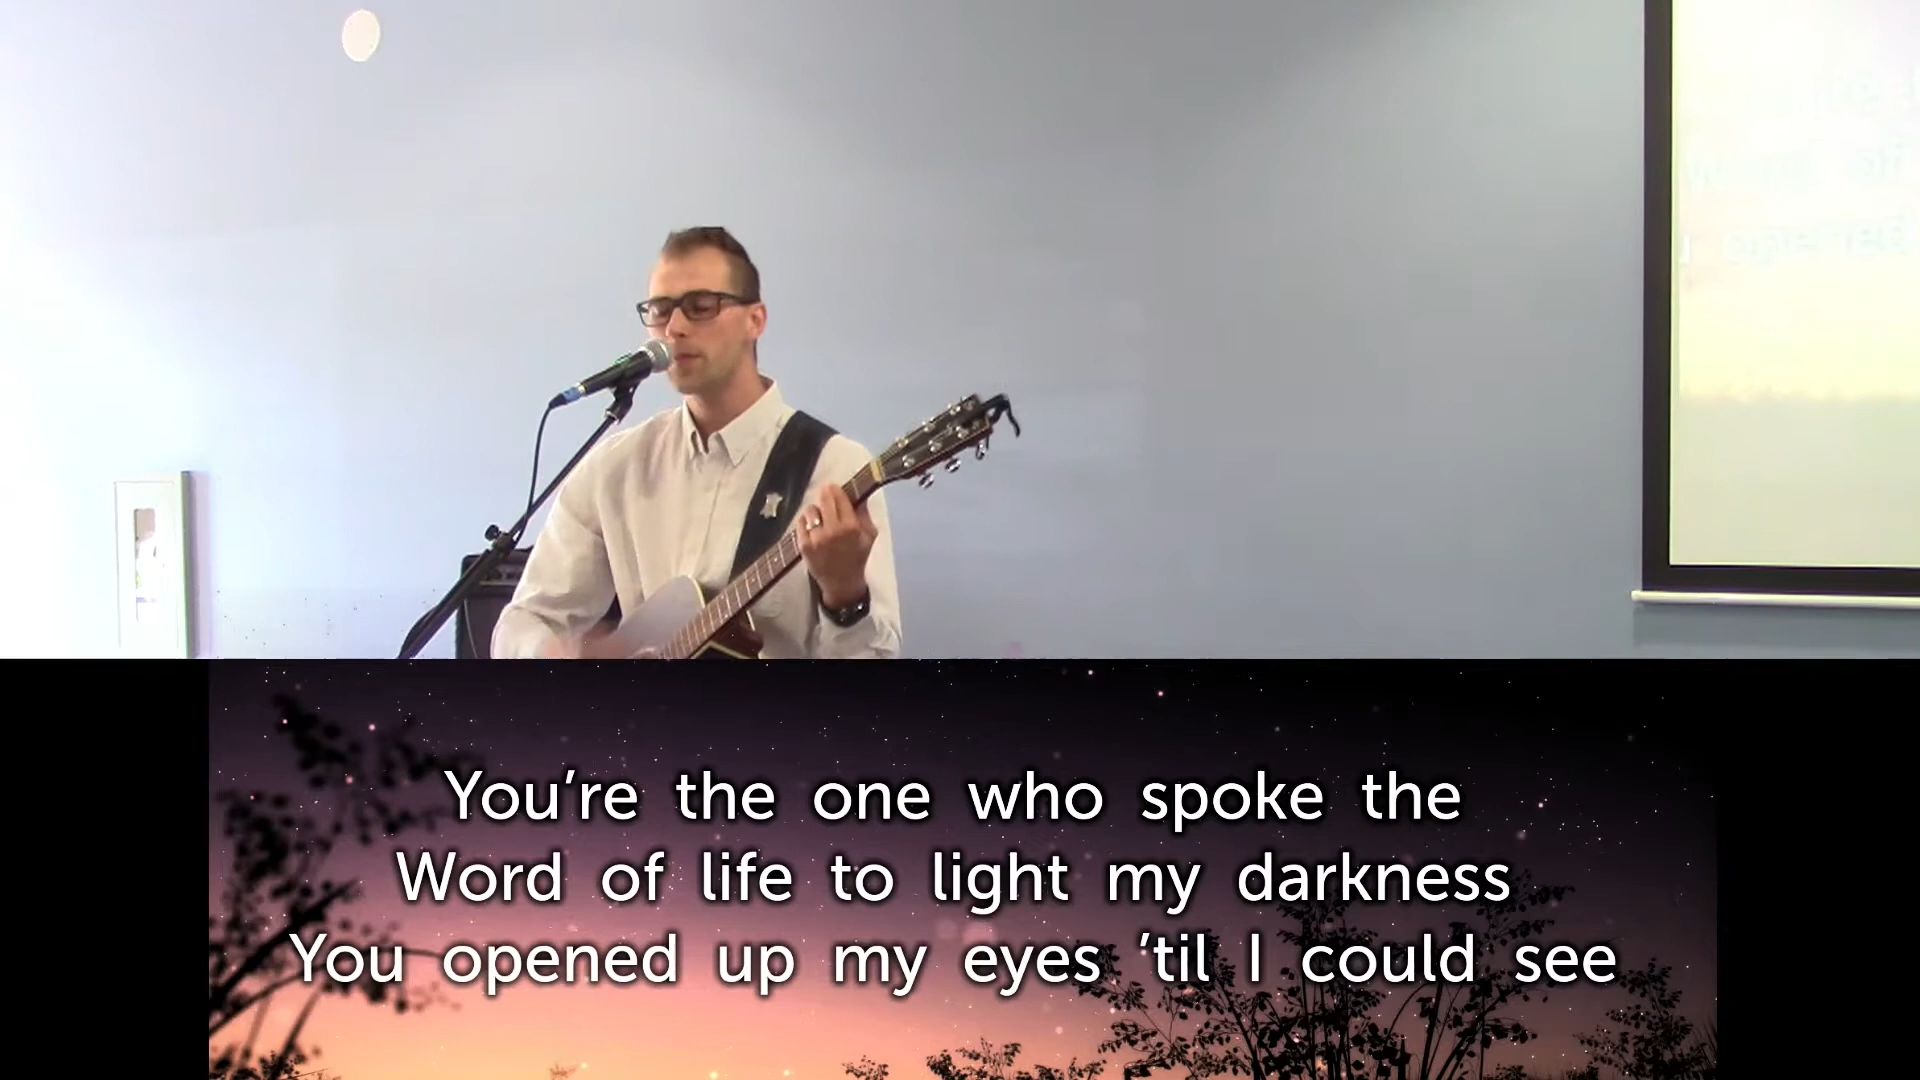 You’re the one who spoke the
Word of life to light my darkness
You opened up my eyes ’til I could see